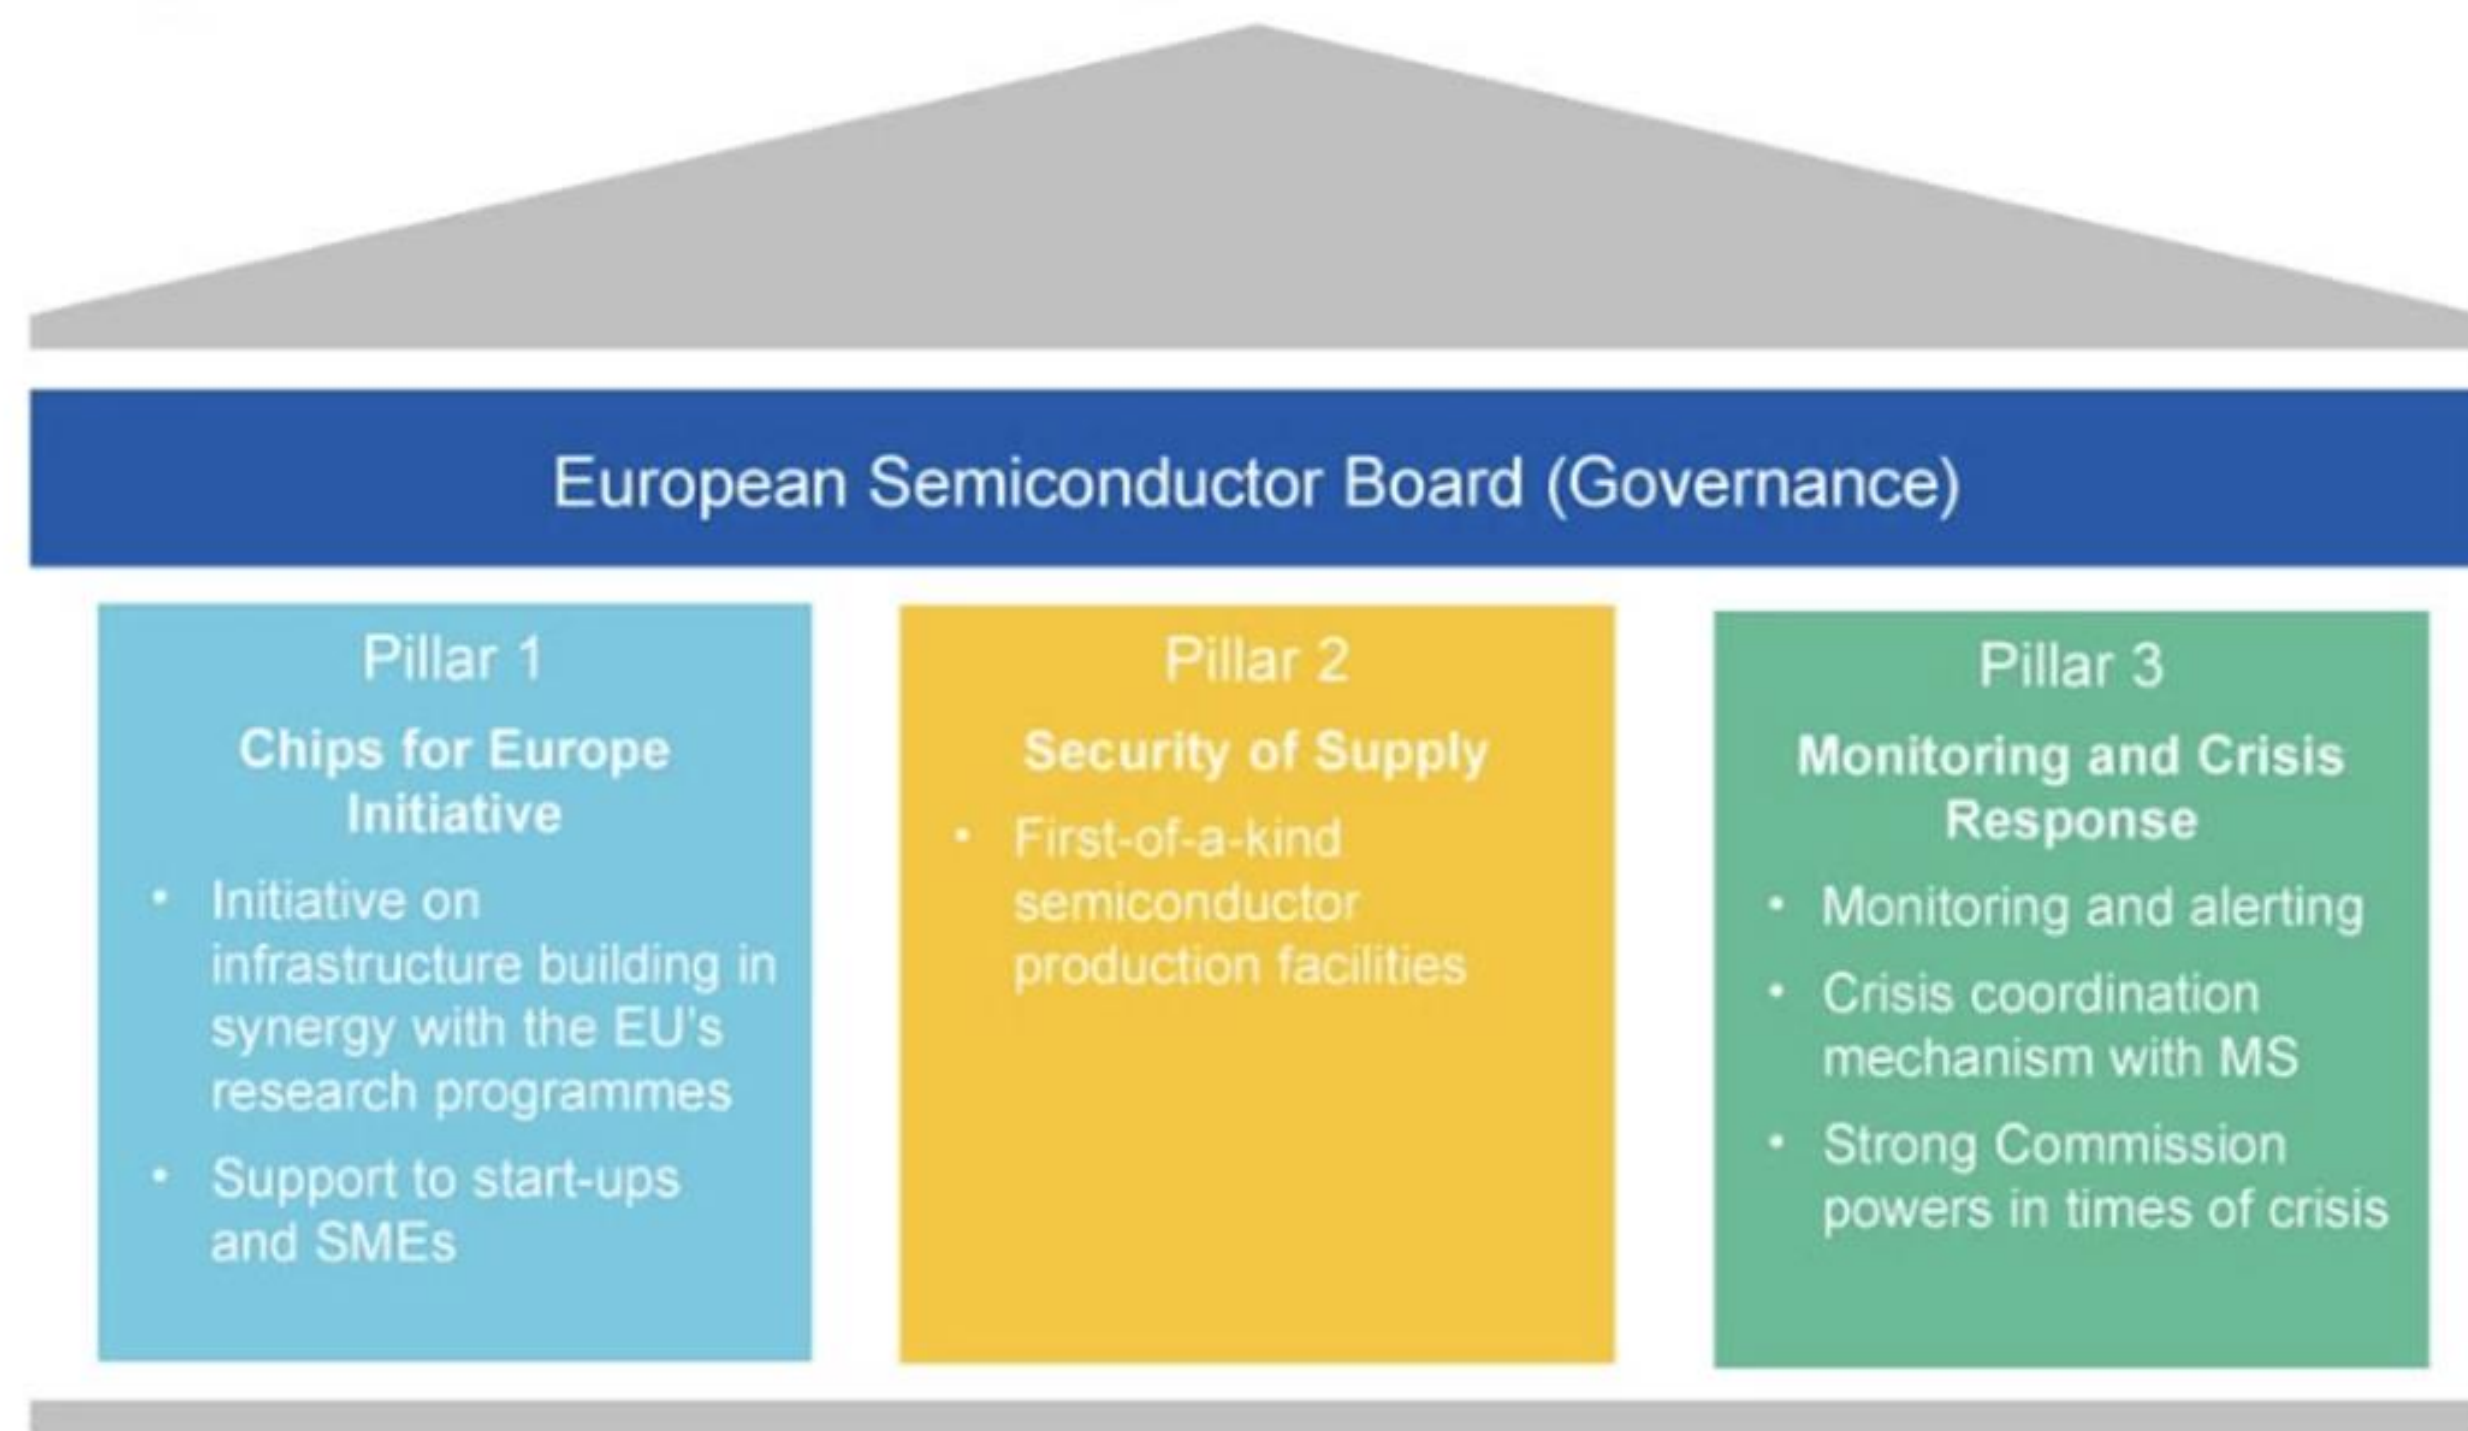 European Semiconductor Board (Governance)
Pillar 1
Chips for Europe
Initiative
• Initiative on
infrastructure building in
synergy with the EU's
research programmes
• Support to start-ups
and SMEs
Pillar 2
Security of Supply
• First-of-a-kind
semiconductor
production facilities
Pillar 3
Monitoring and Crisis
Response
• Monitoring and alerting
• Crisis coordination
mechanism with MS
• Strong Commission
powers in times of crisis